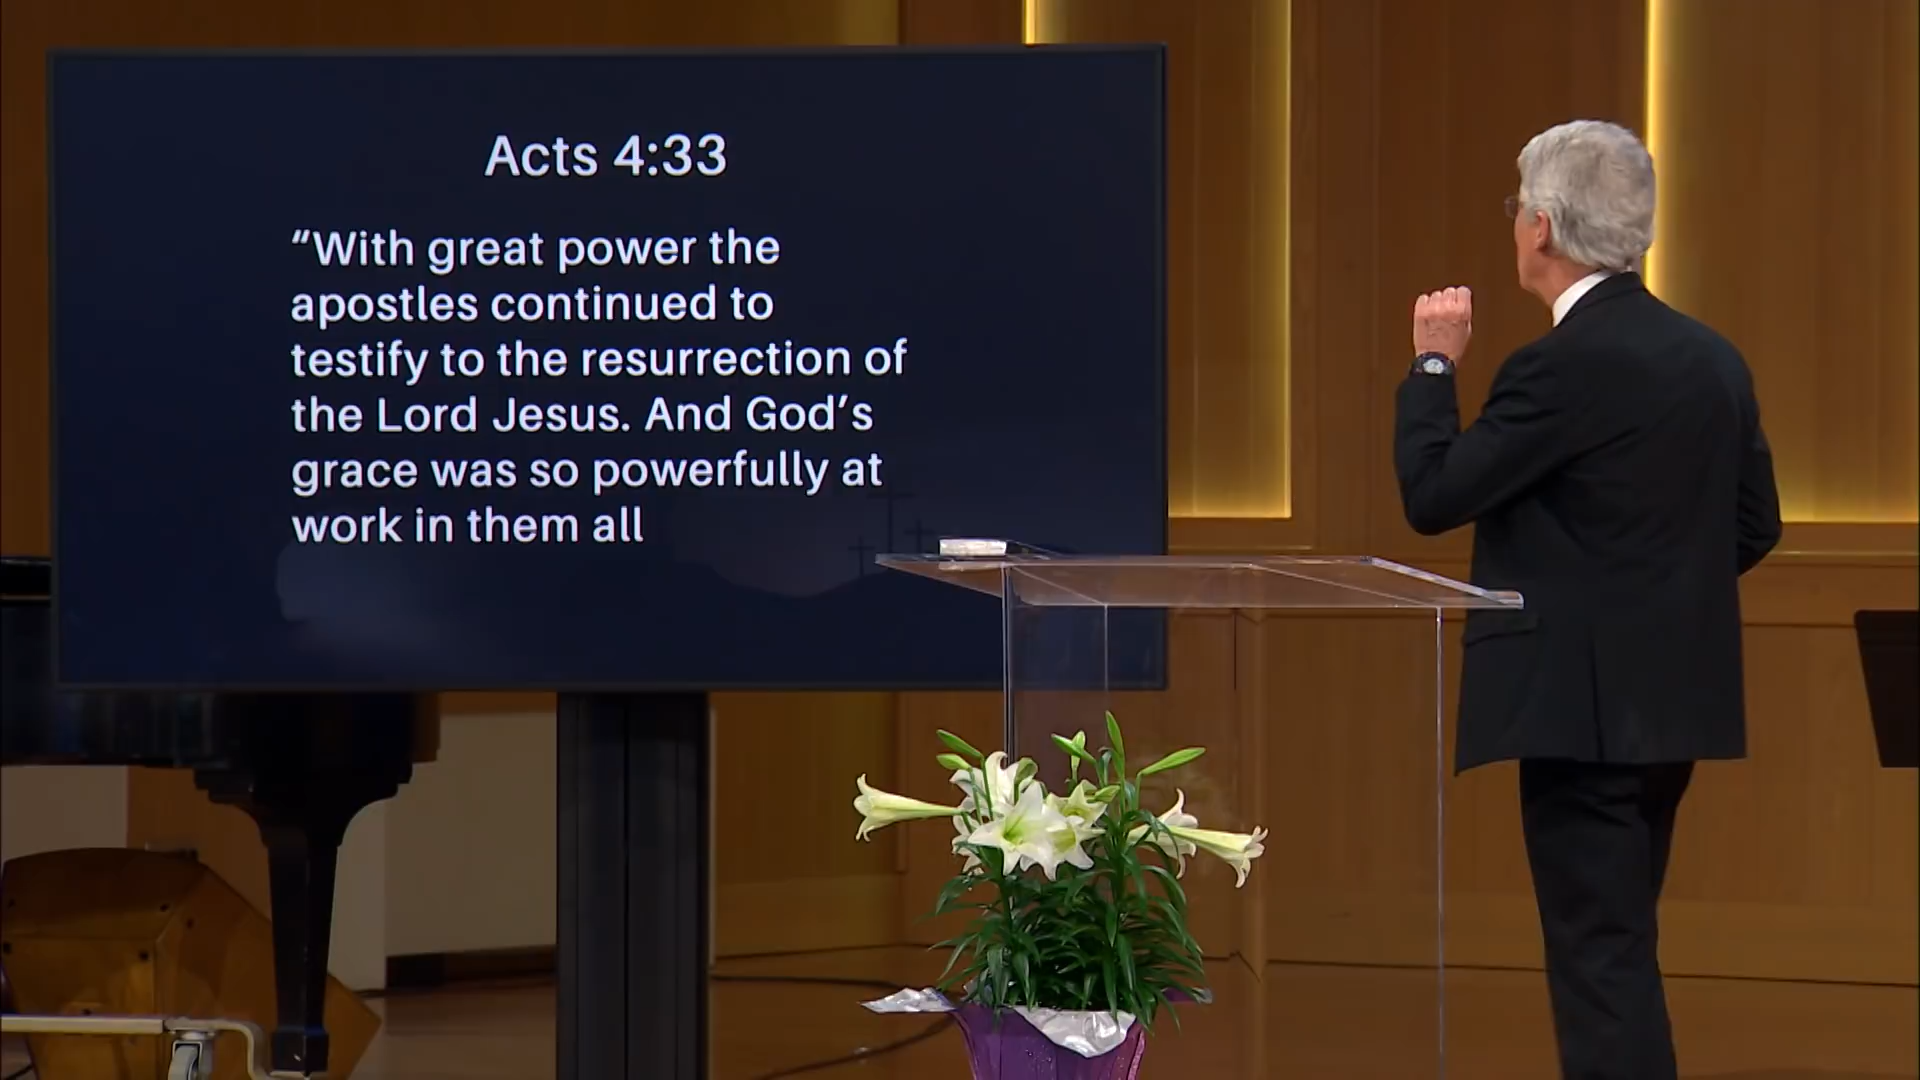 Acts 4:33
“With great power the
apostles continued to
testify to the resurrection of
the Lord Jesus. And God’s
grace was so powerfully at
work in them all